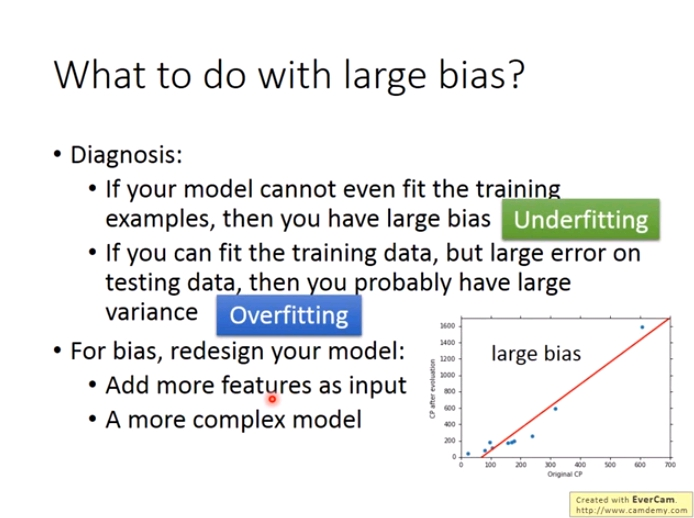 What to do with large bias?
• Diagnosis:
• If your model cannot even fit the training
examples, then you have large bias Underfitting
• If you can fit the training data, but large error on
testing data, then you probably have large
variance Overfitting
• For bias, redesign your model:
• Add more features as input
• A more complex model
large bias
CP after evoluation
1600
1400
1200
1000
800
600
400
200
0
0 100 200 300 400 500 600 700
Original CP
Created with EverCam.
http://www.camdemy.com